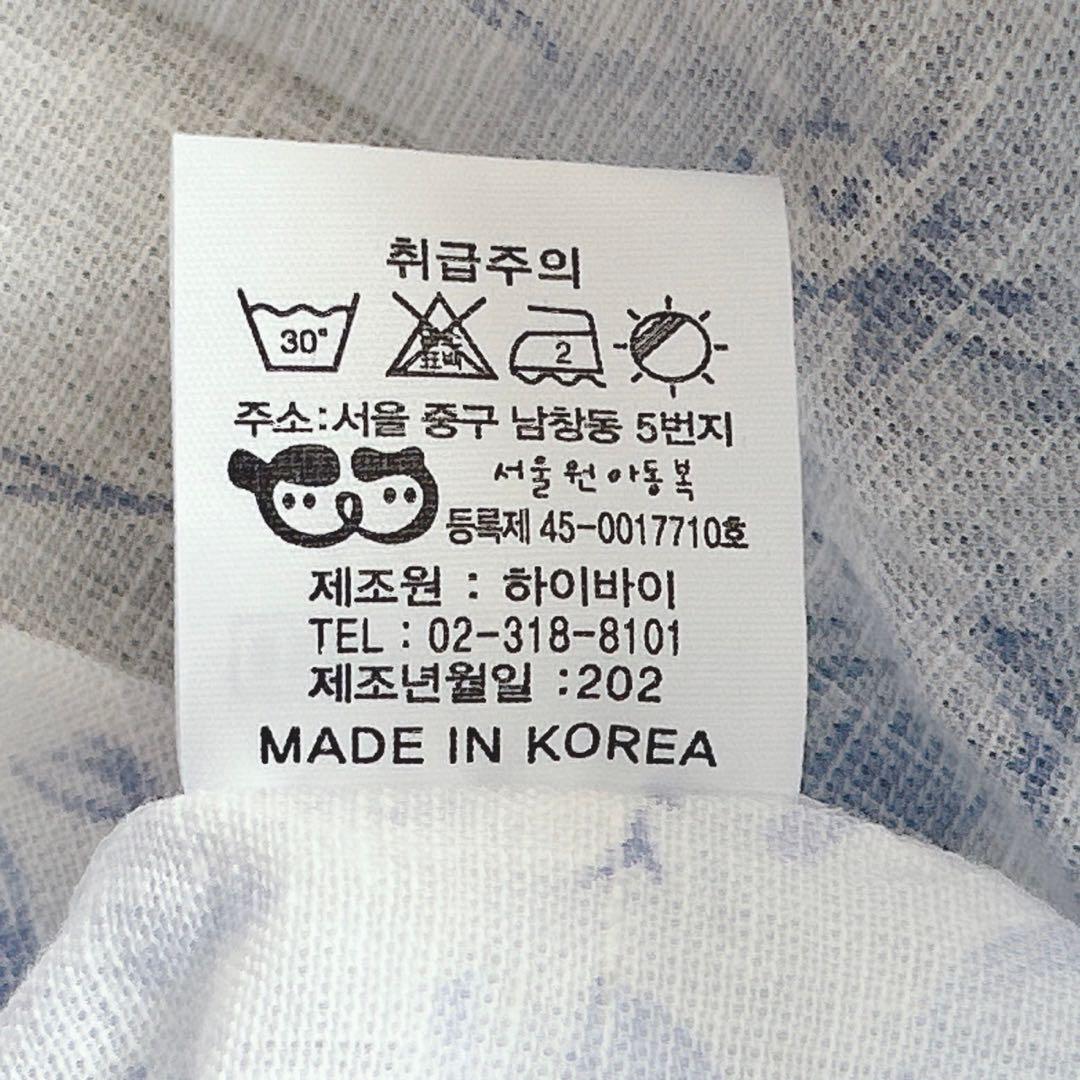 취급주의
30°
표백
2
주소:서울 중구 남창동 5번지
서울원아동복
등록제 45-0017710호
제조원 : 하이바이
TEL : 02-318-8101
제조년월일 :202
MADE IN KOREA